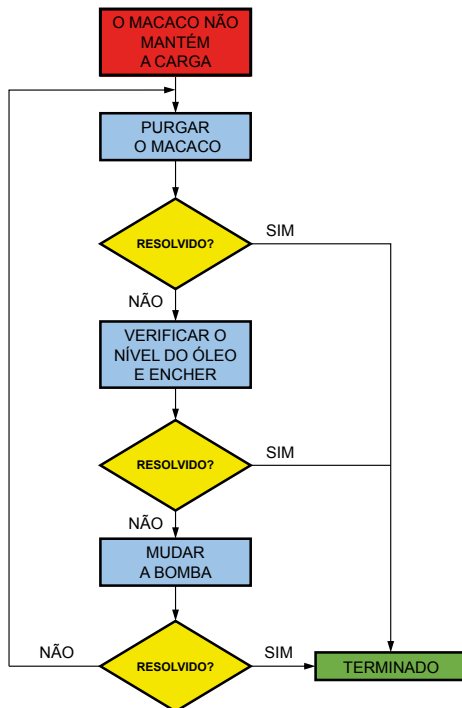 O MACACO NÃO
MANTÉM
A CARGA
PURGAR
O MACACO
RESOLVIDO?
SIM
NÃO
VERIFICAR O
NÍVEL DO ÓLEO
E ENCHER
RESOLVIDO?
SIM
NÃO
MUDAR
A BOMBA
NÃO
RESOLVIDO?
SIM
TERMINADO